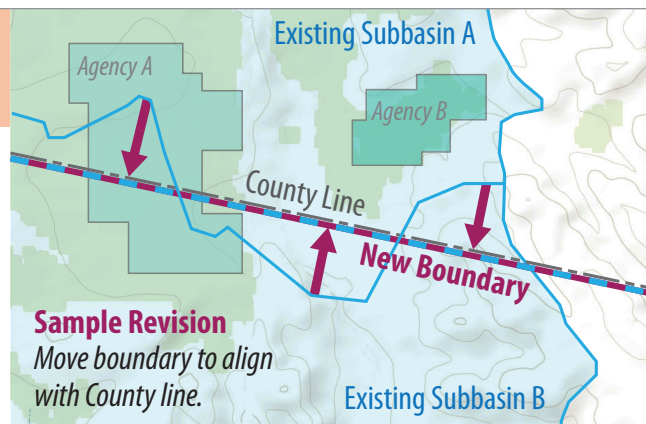 Existing Subbasin A
Agency A
Agency B
County Line
New Boundary
Sample Revision
Move boundary to align
with County line.
Existing Subbasin B